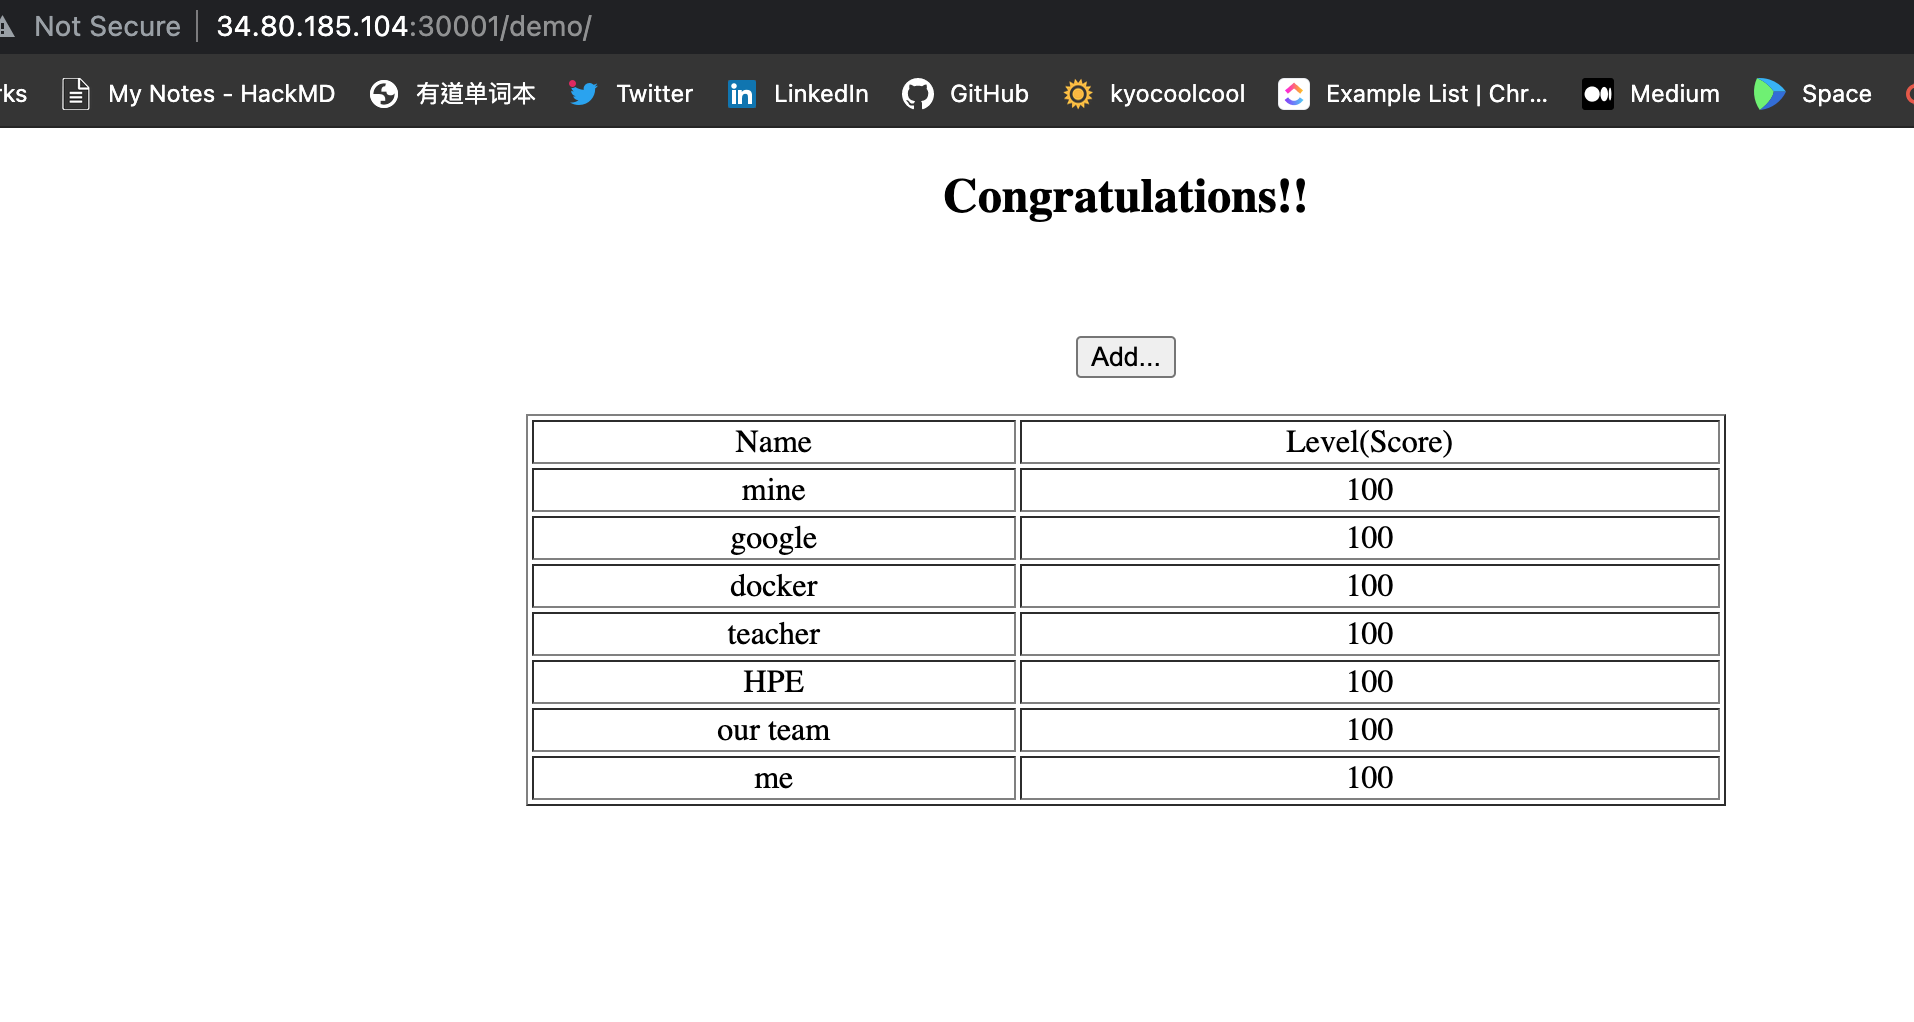 Not Secure 34.80.185.104:30001/demo/
rks My Notes - HackMD 有道单词本 Twitter LinkedIn GitHub kyocoolcool Example List | Chr... Medium Space
Congratulations!!
Add...
Name Level(Score)
mine 100
google 100
docker 100
teacher 100
HPE 100
our team 100
me 100